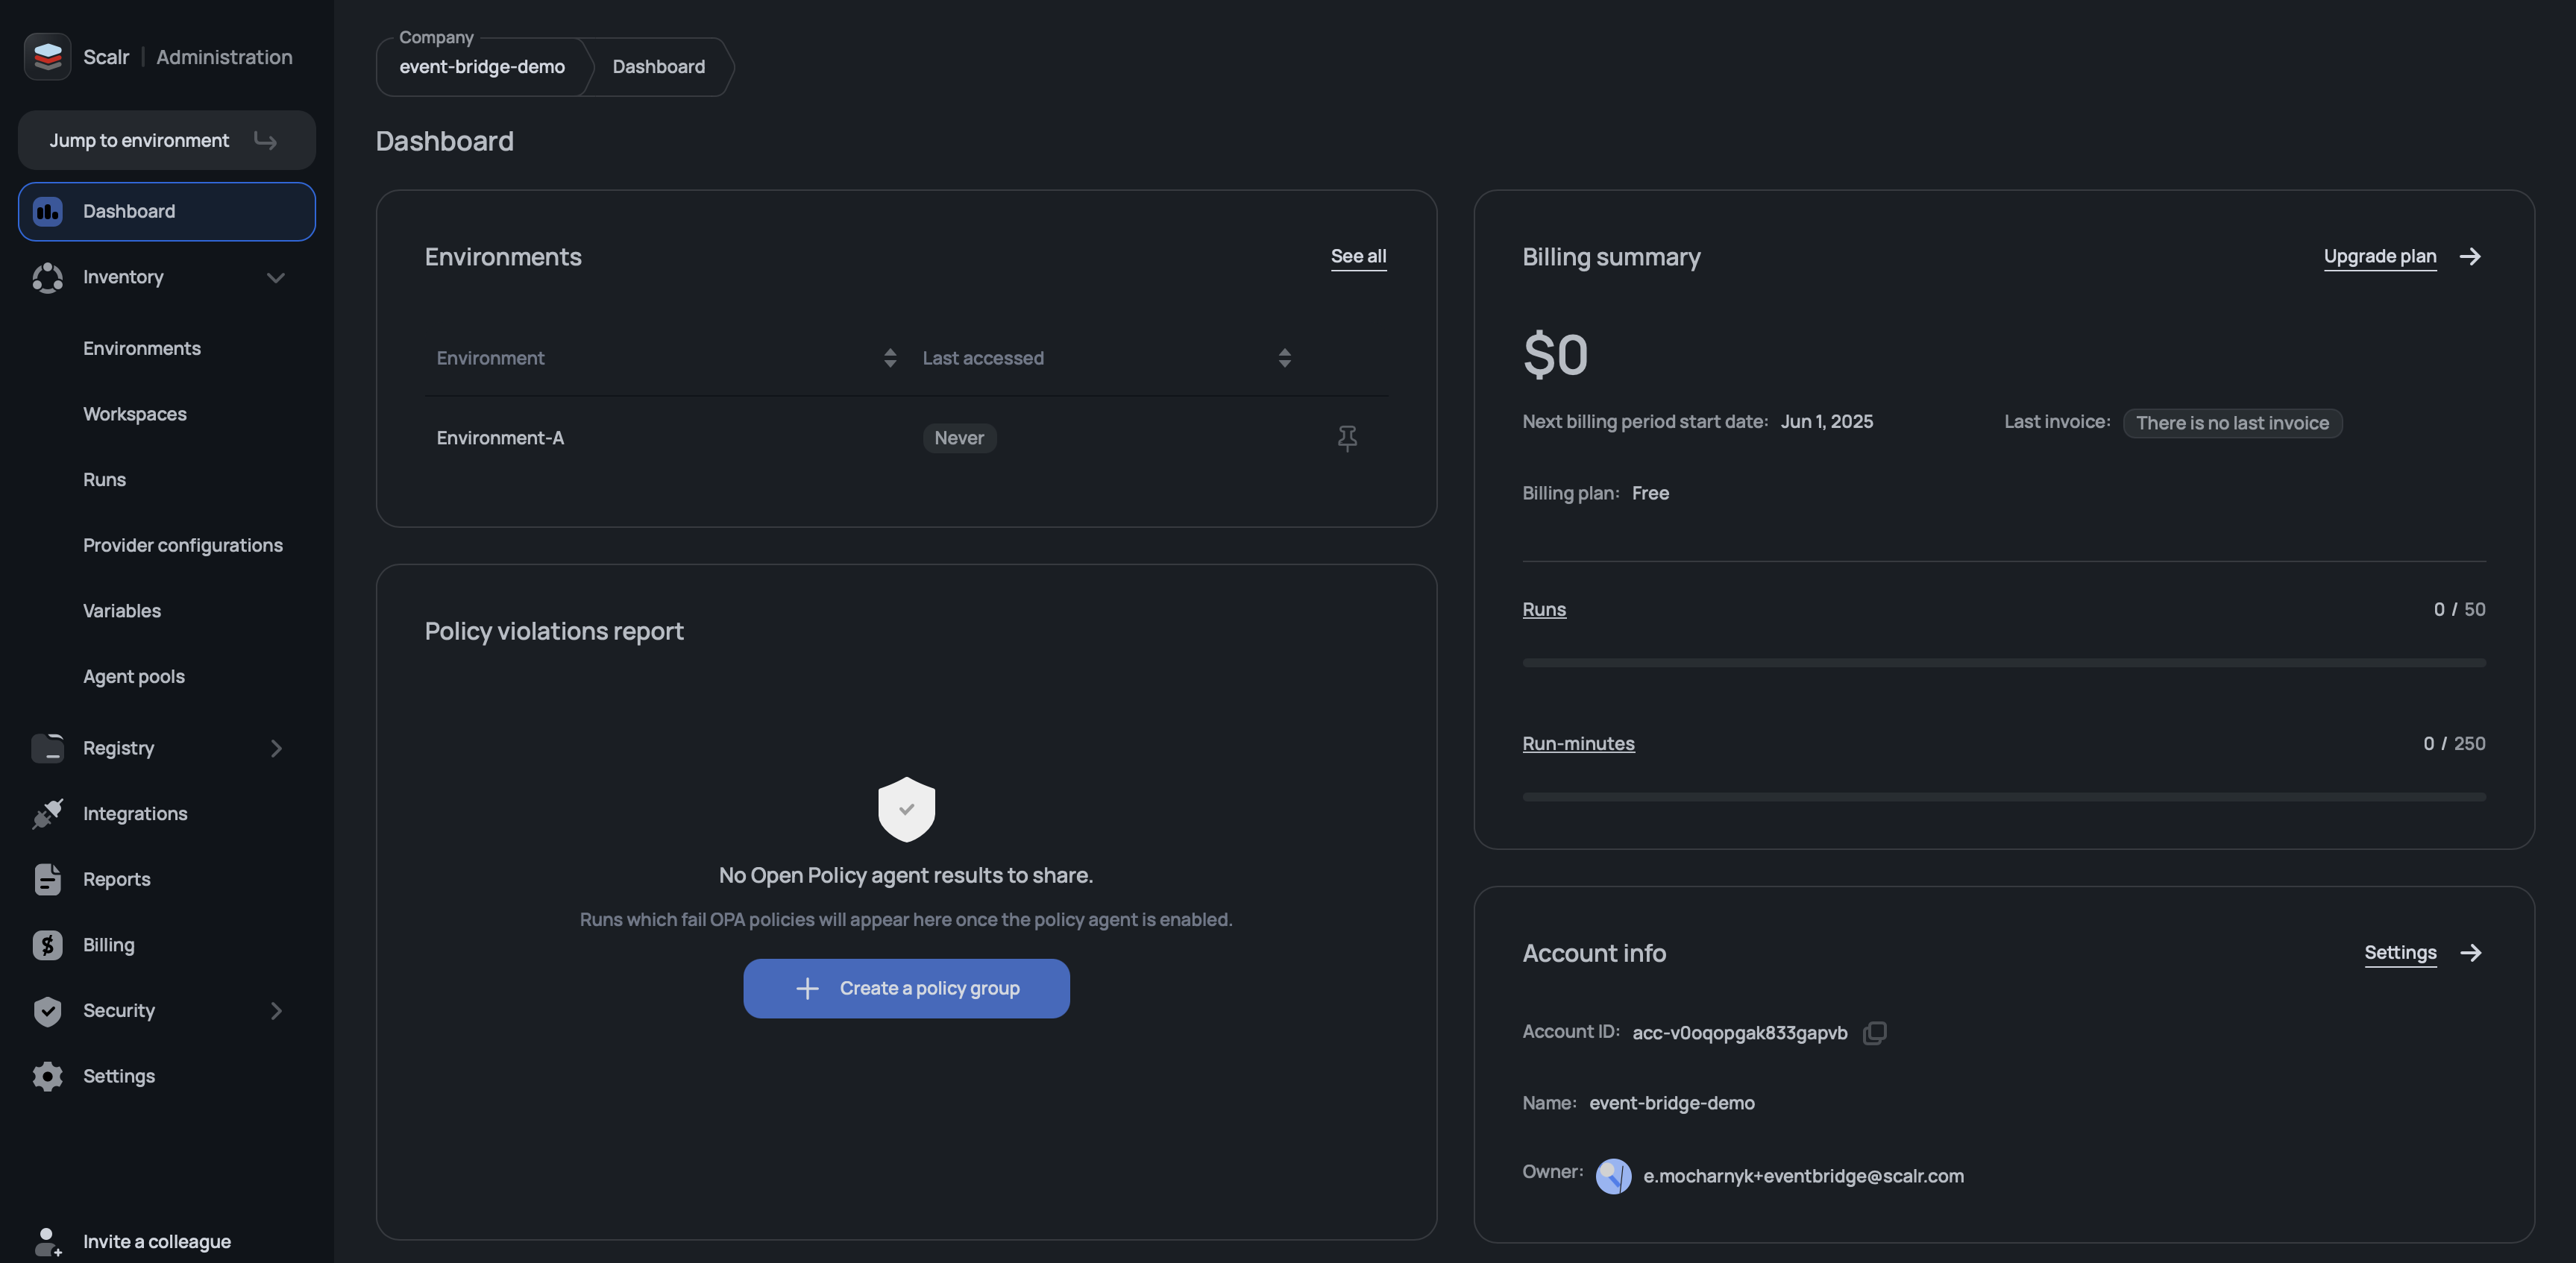 Scalr | Administration
Jump to environment
Dashboard
Inventory
Environments
Workspaces
Runs
Provider configurations
Variables
Agent pools
Registry
Integrations
Reports
Billing
Security
Settings
Invite a colleague
Company
event-bridge-demo
Dashboard
Dashboard
Environments
See all
Environment
Last accessed
Environment-A
Never
Policy violations report
No Open Policy agent results to share.
Runs which fail OPA policies will appear here once the policy agent is enabled.
Create a policy group
Billing summary
Upgrade plan
$0
Next billing period start date: Jun 1, 2025
Last invoice: There is no last invoice
Billing plan: Free
Runs
0 / 50
Run-minutes
0 / 250
Account info
Settings
Account ID: acc-v0oqopgak833gapvb
Name: event-bridge-demo
Owner: e.mocharnyk+eventbridge@scalr.com